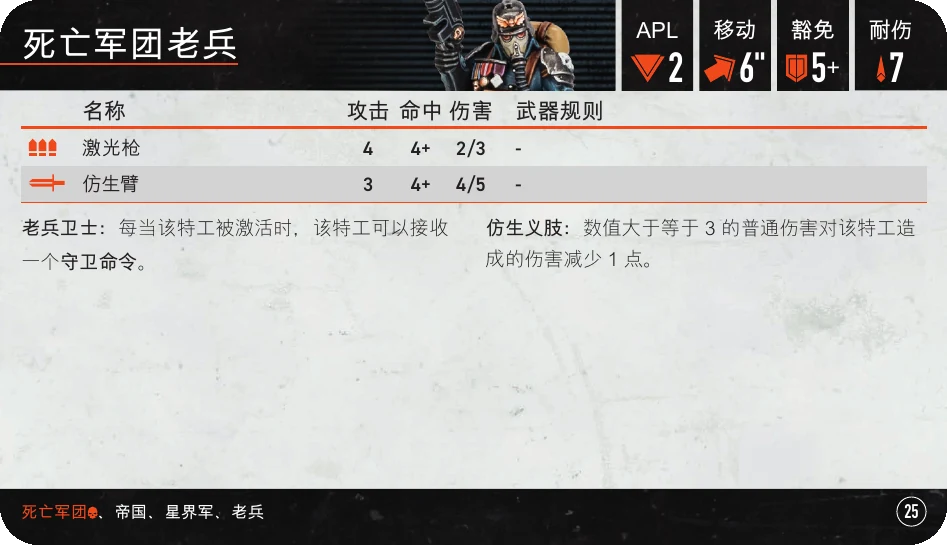 死亡军团老兵
APL 移动 豁免 耐伤
2 6" 5+ 7
名称 攻击 命中 伤害 武器规则
激光枪 4 4+ 2/3 -
仿生臂 3 4+ 4/5 -
老兵卫士：每当该特工被激活时，该特工可以接收
一个守卫命令。
仿生义肢：数值大于等于 3 的普通伤害对该特工造
成的伤害减少 1 点。
死亡军团、帝国、星界军、老兵
25